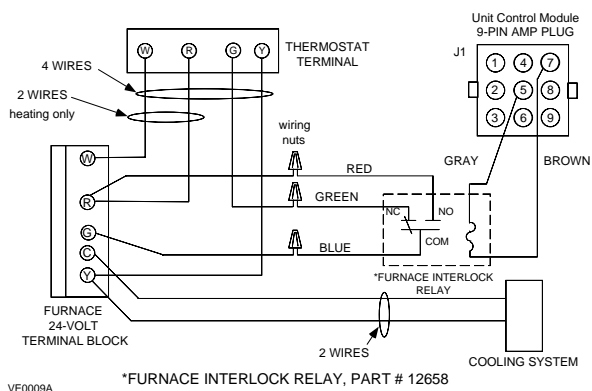 Unit Control Module
9-PIN AMP PLUG
J1
1 4 7
2 5 8
3 6 9
W R G Y
THERMOSTAT
TERMINAL
4 WIRES
2 WIRES
heating only
wiring
nuts
GRAY
BROWN
RED
GREEN
BLUE
NC
NO
COM
*FURNACE INTERLOCK
RELAY
W
R
G
C
Y
FURNACE
24-VOLT
TERMINAL BLOCK
2 WIRES
COOLING SYSTEM
*FURNACE INTERLOCK RELAY, PART # 12658
VF0009A